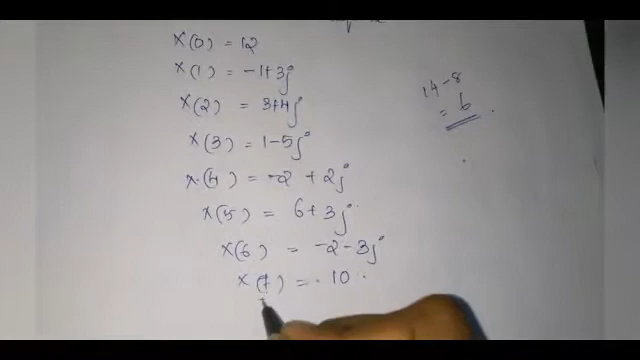 X(0) = 12
X(1) = -1+3j
X(2) = 3+4j
X(3) = 1-5j
X(4) = -2 + 2j
X(5) = 6+3j
X(6) = -2-3j
X(7) = 10
14-8
= 6